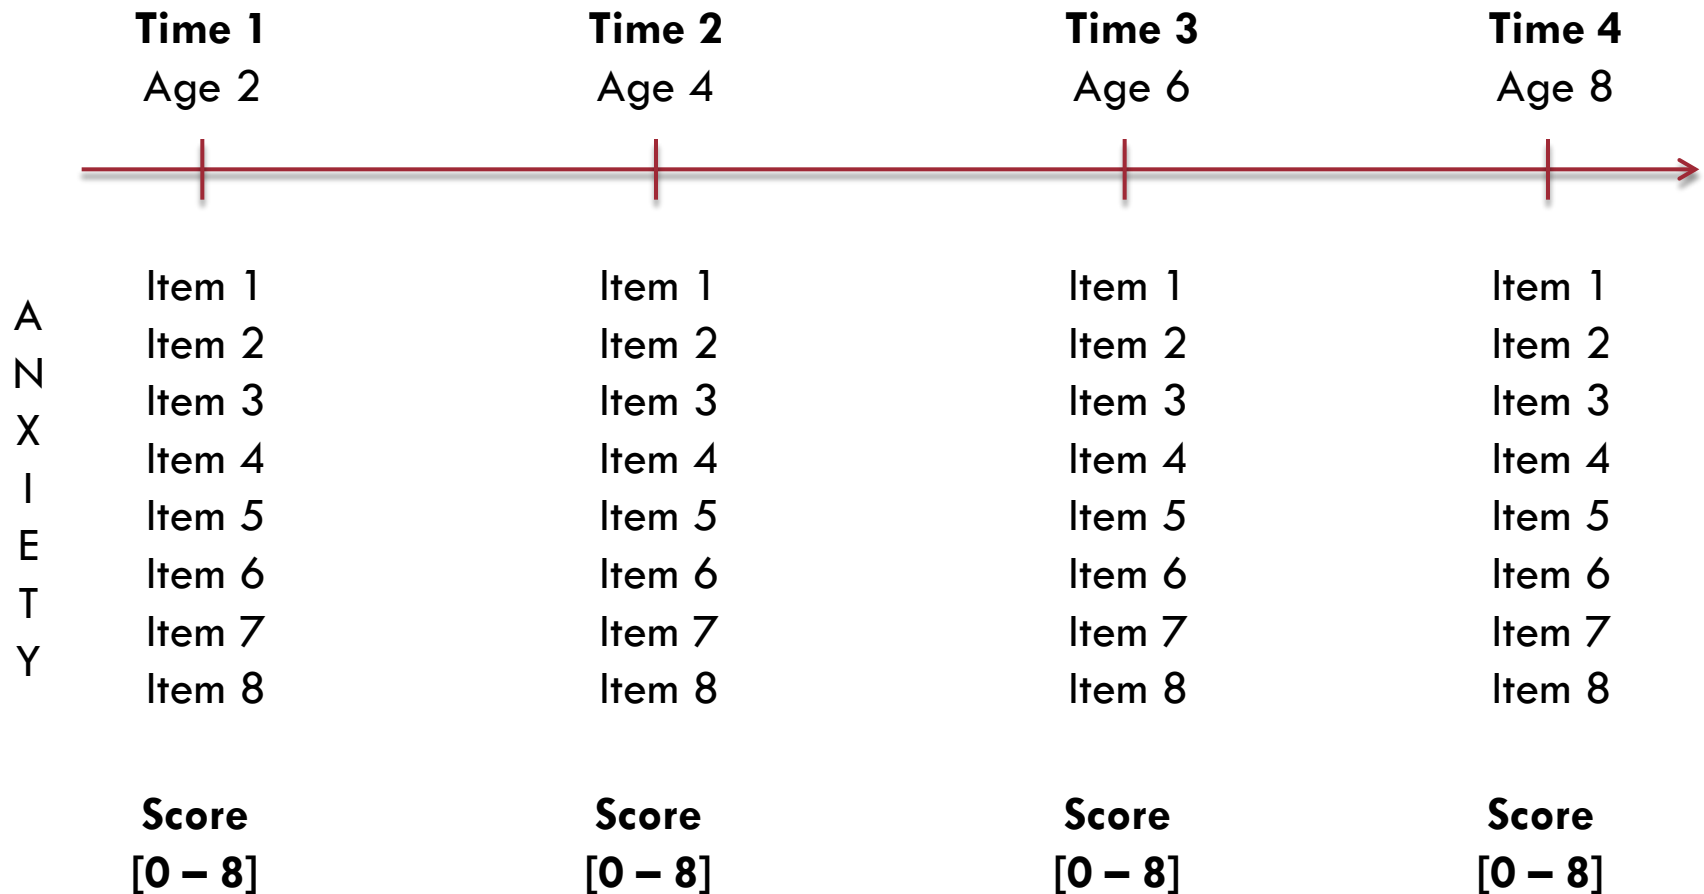 Time 1 Time 2 Time 3 Time 4
Age 2 Age 4 Age 6 Age 8
ANXIETY
Item 1 Item 1 Item 1 Item 1
Item 2 Item 2 Item 2 Item 2
Item 3 Item 3 Item 3 Item 3
Item 4 Item 4 Item 4 Item 4
Item 5 Item 5 Item 5 Item 5
Item 6 Item 6 Item 6 Item 6
Item 7 Item 7 Item 7 Item 7
Item 8 Item 8 Item 8 Item 8
Score Score Score Score
[0 – 8] [0 – 8] [0 – 8] [0 – 8]